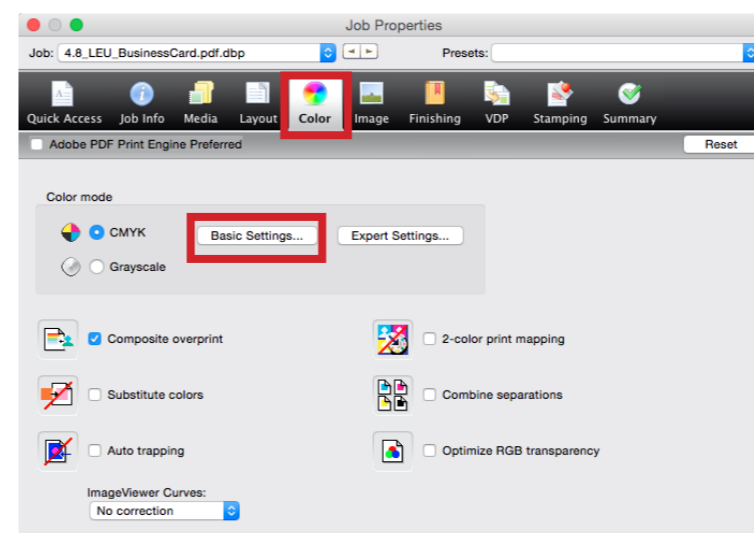 Job Properties
Job: 4.8_LEU_BusinessCard.pdf.dbp Presets:
Quick Access Job Info Media Layout Color Image Finishing VDP Stamping Summary
Adobe PDF Print Engine Preferred Reset
Color mode
CMYK Basic Settings... Expert Settings...
Grayscale
Composite overprint 2-color print mapping
Substitute colors Combine separations
Auto trapping Optimize RGB transparency
ImageViewer Curves:
No correction